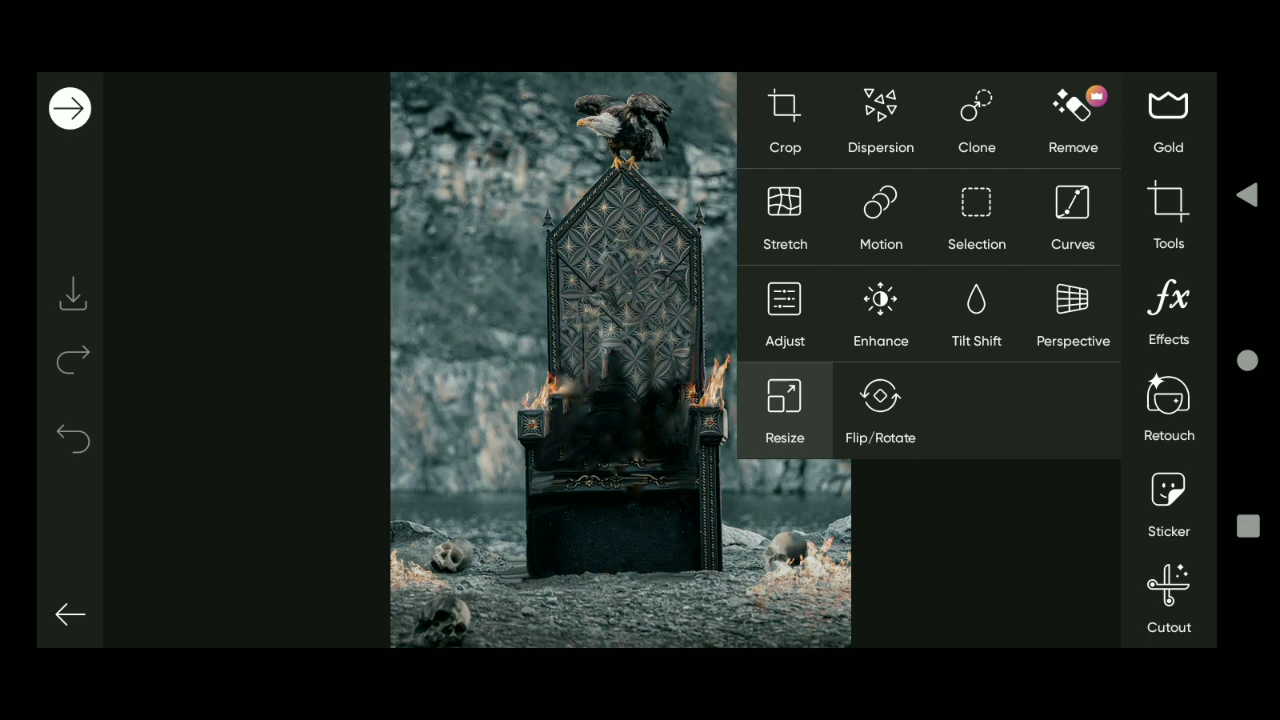 Crop Dispersion Clone Remove Gold
Stretch Motion Selection Curves Tools
Adjust Enhance Tilt Shift Perspective fx
Effects
Resize Flip/Rotate Retouch
Sticker
Cutout